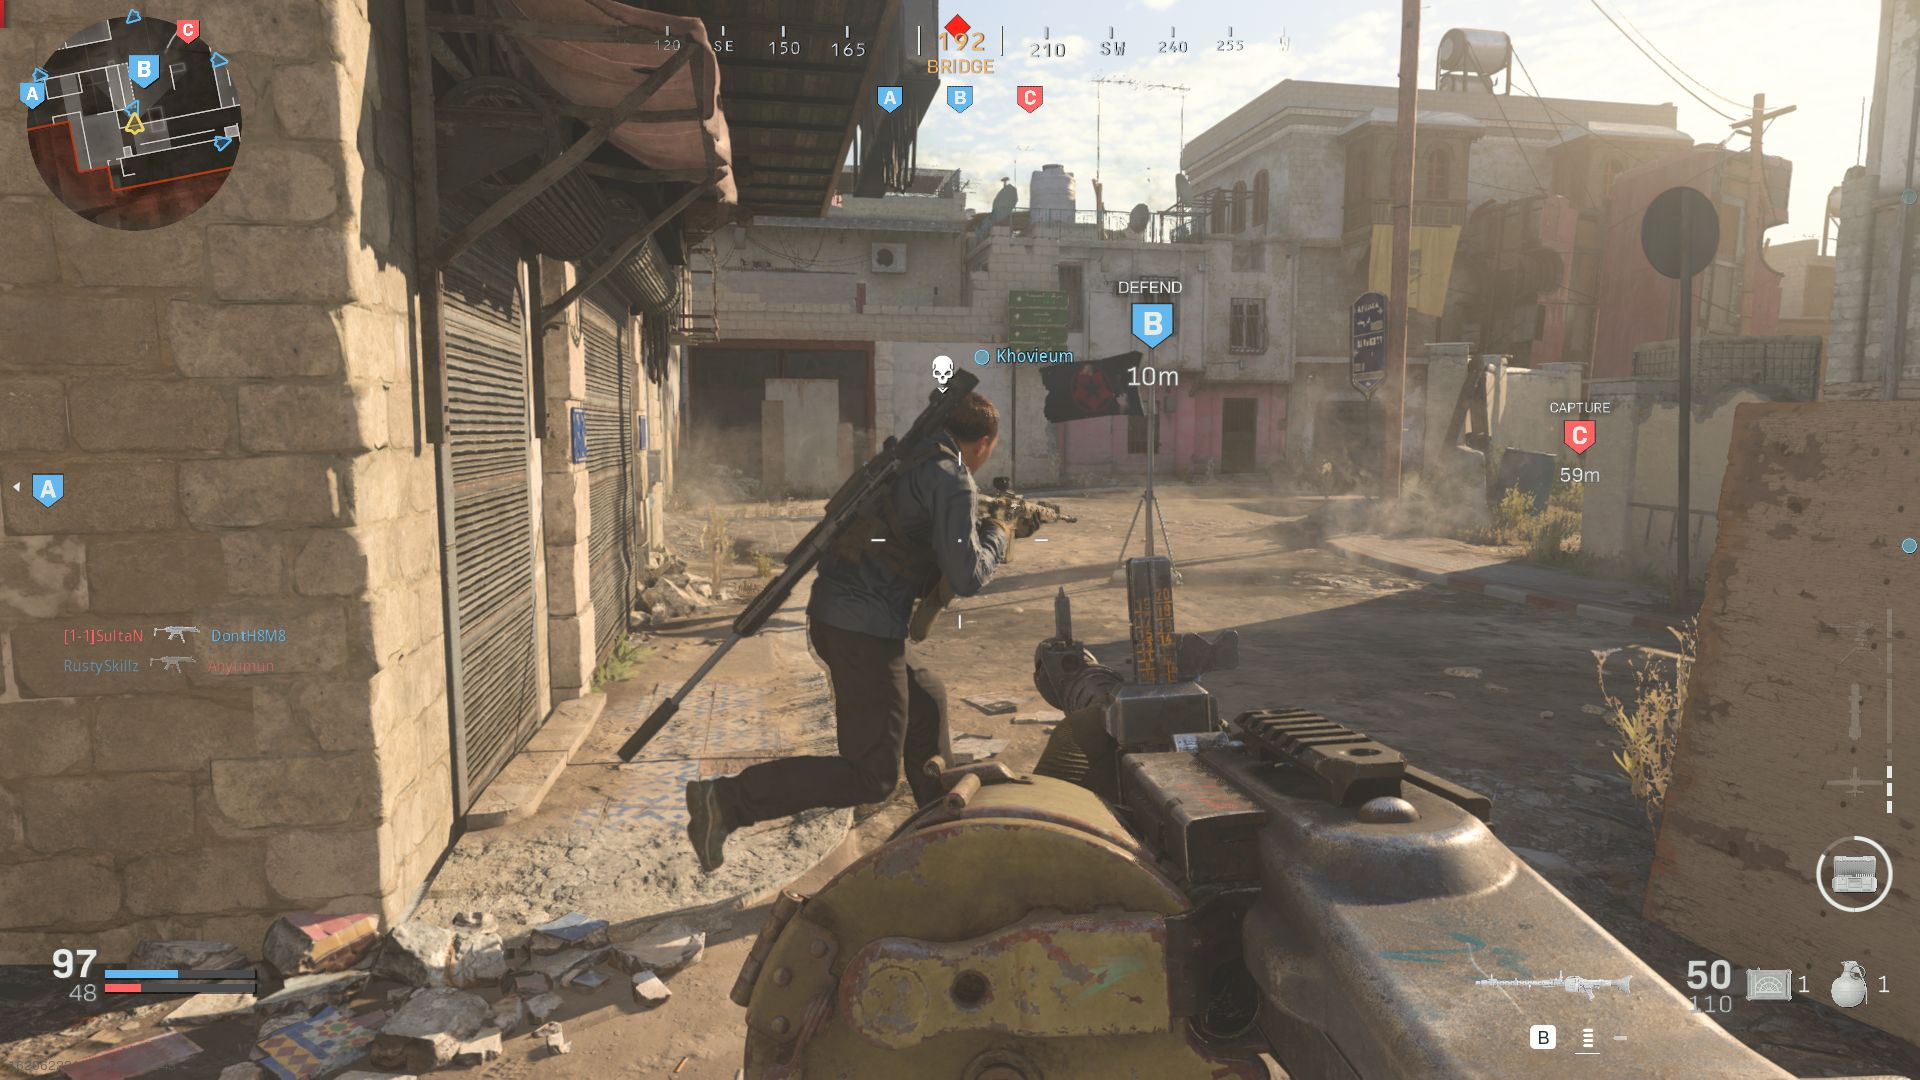 120 SE 150 165 192 210 SW 240 255 W
BRIDGE
A B C
C
B
A
DEFEND
B
10m
Khovieum
CAPTURE
C
59m
A
[1-1]SultaN DontH8M8
RustySkillz Anyumun
97
48
50
110
1
1
B